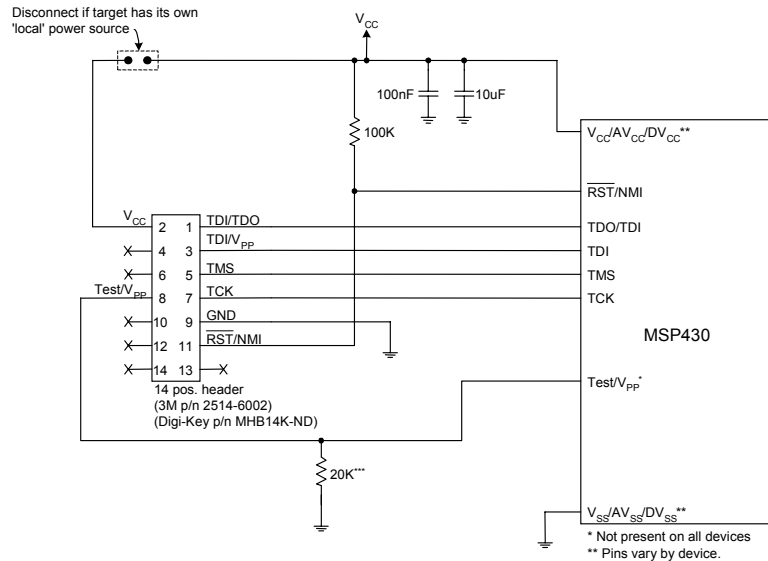 Disconnect if target has its own
'local' power source
VCC
100nF
10uF
100K
VCC/AVCC/DVCC**
RST/NMI
TDO/TDI
TDI
TMS
TCK
MSP430
Test/VPP*
VSS/AVSS/DVSS**
* Not present on all devices
** Pins vary by device.
VCC 2 1 TDI/TDO
4 3 TDI/VPP
6 5 TMS
Test/VPP 8 7 TCK
10 9 GND
12 11 RST/NMI
14 13
14 pos. header
(3M p/n 2514-6002)
(Digi-Key p/n MHB14K-ND)
20K***